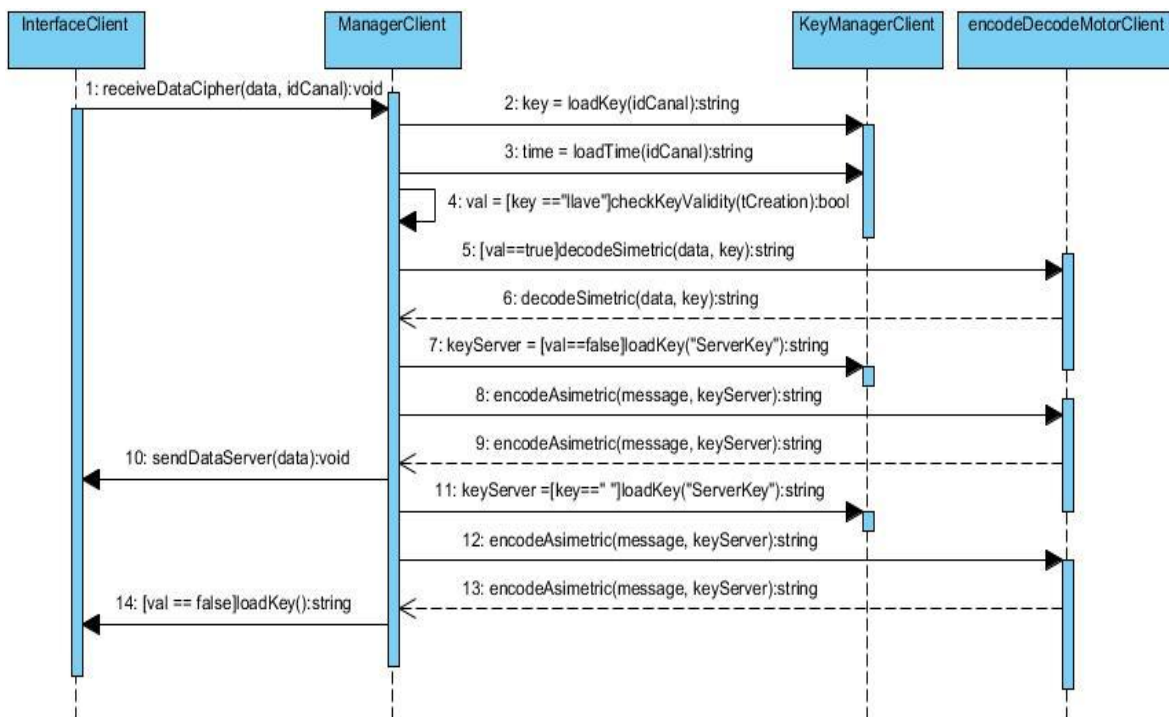 InterfaceClient
ManagerClient
KeyManagerClient
encodeDecodeMotorClient
1: receiveDataCipher(data, idCanal):void
2: key = loadKey(idCanal):string
3: time = loadTime(idCanal):string
4: val = [key =="llave"]checkKeyValidity(tCreation):bool
5: [val==true]decodeSimetric(data, key):string
6: decodeSimetric(data, key):string
7: keyServer = [val==false]loadKey("ServerKey"):string
8: encodeAsimetric(message, keyServer):string
9: encodeAsimetric(message, keyServer):string
10: sendDataServer(data):void
11: keyServer =[key==" "]loadKey("ServerKey"):string
12: encodeAsimetric(message, keyServer):string
13: encodeAsimetric(message, keyServer):string
14: [val == false]loadKey():string